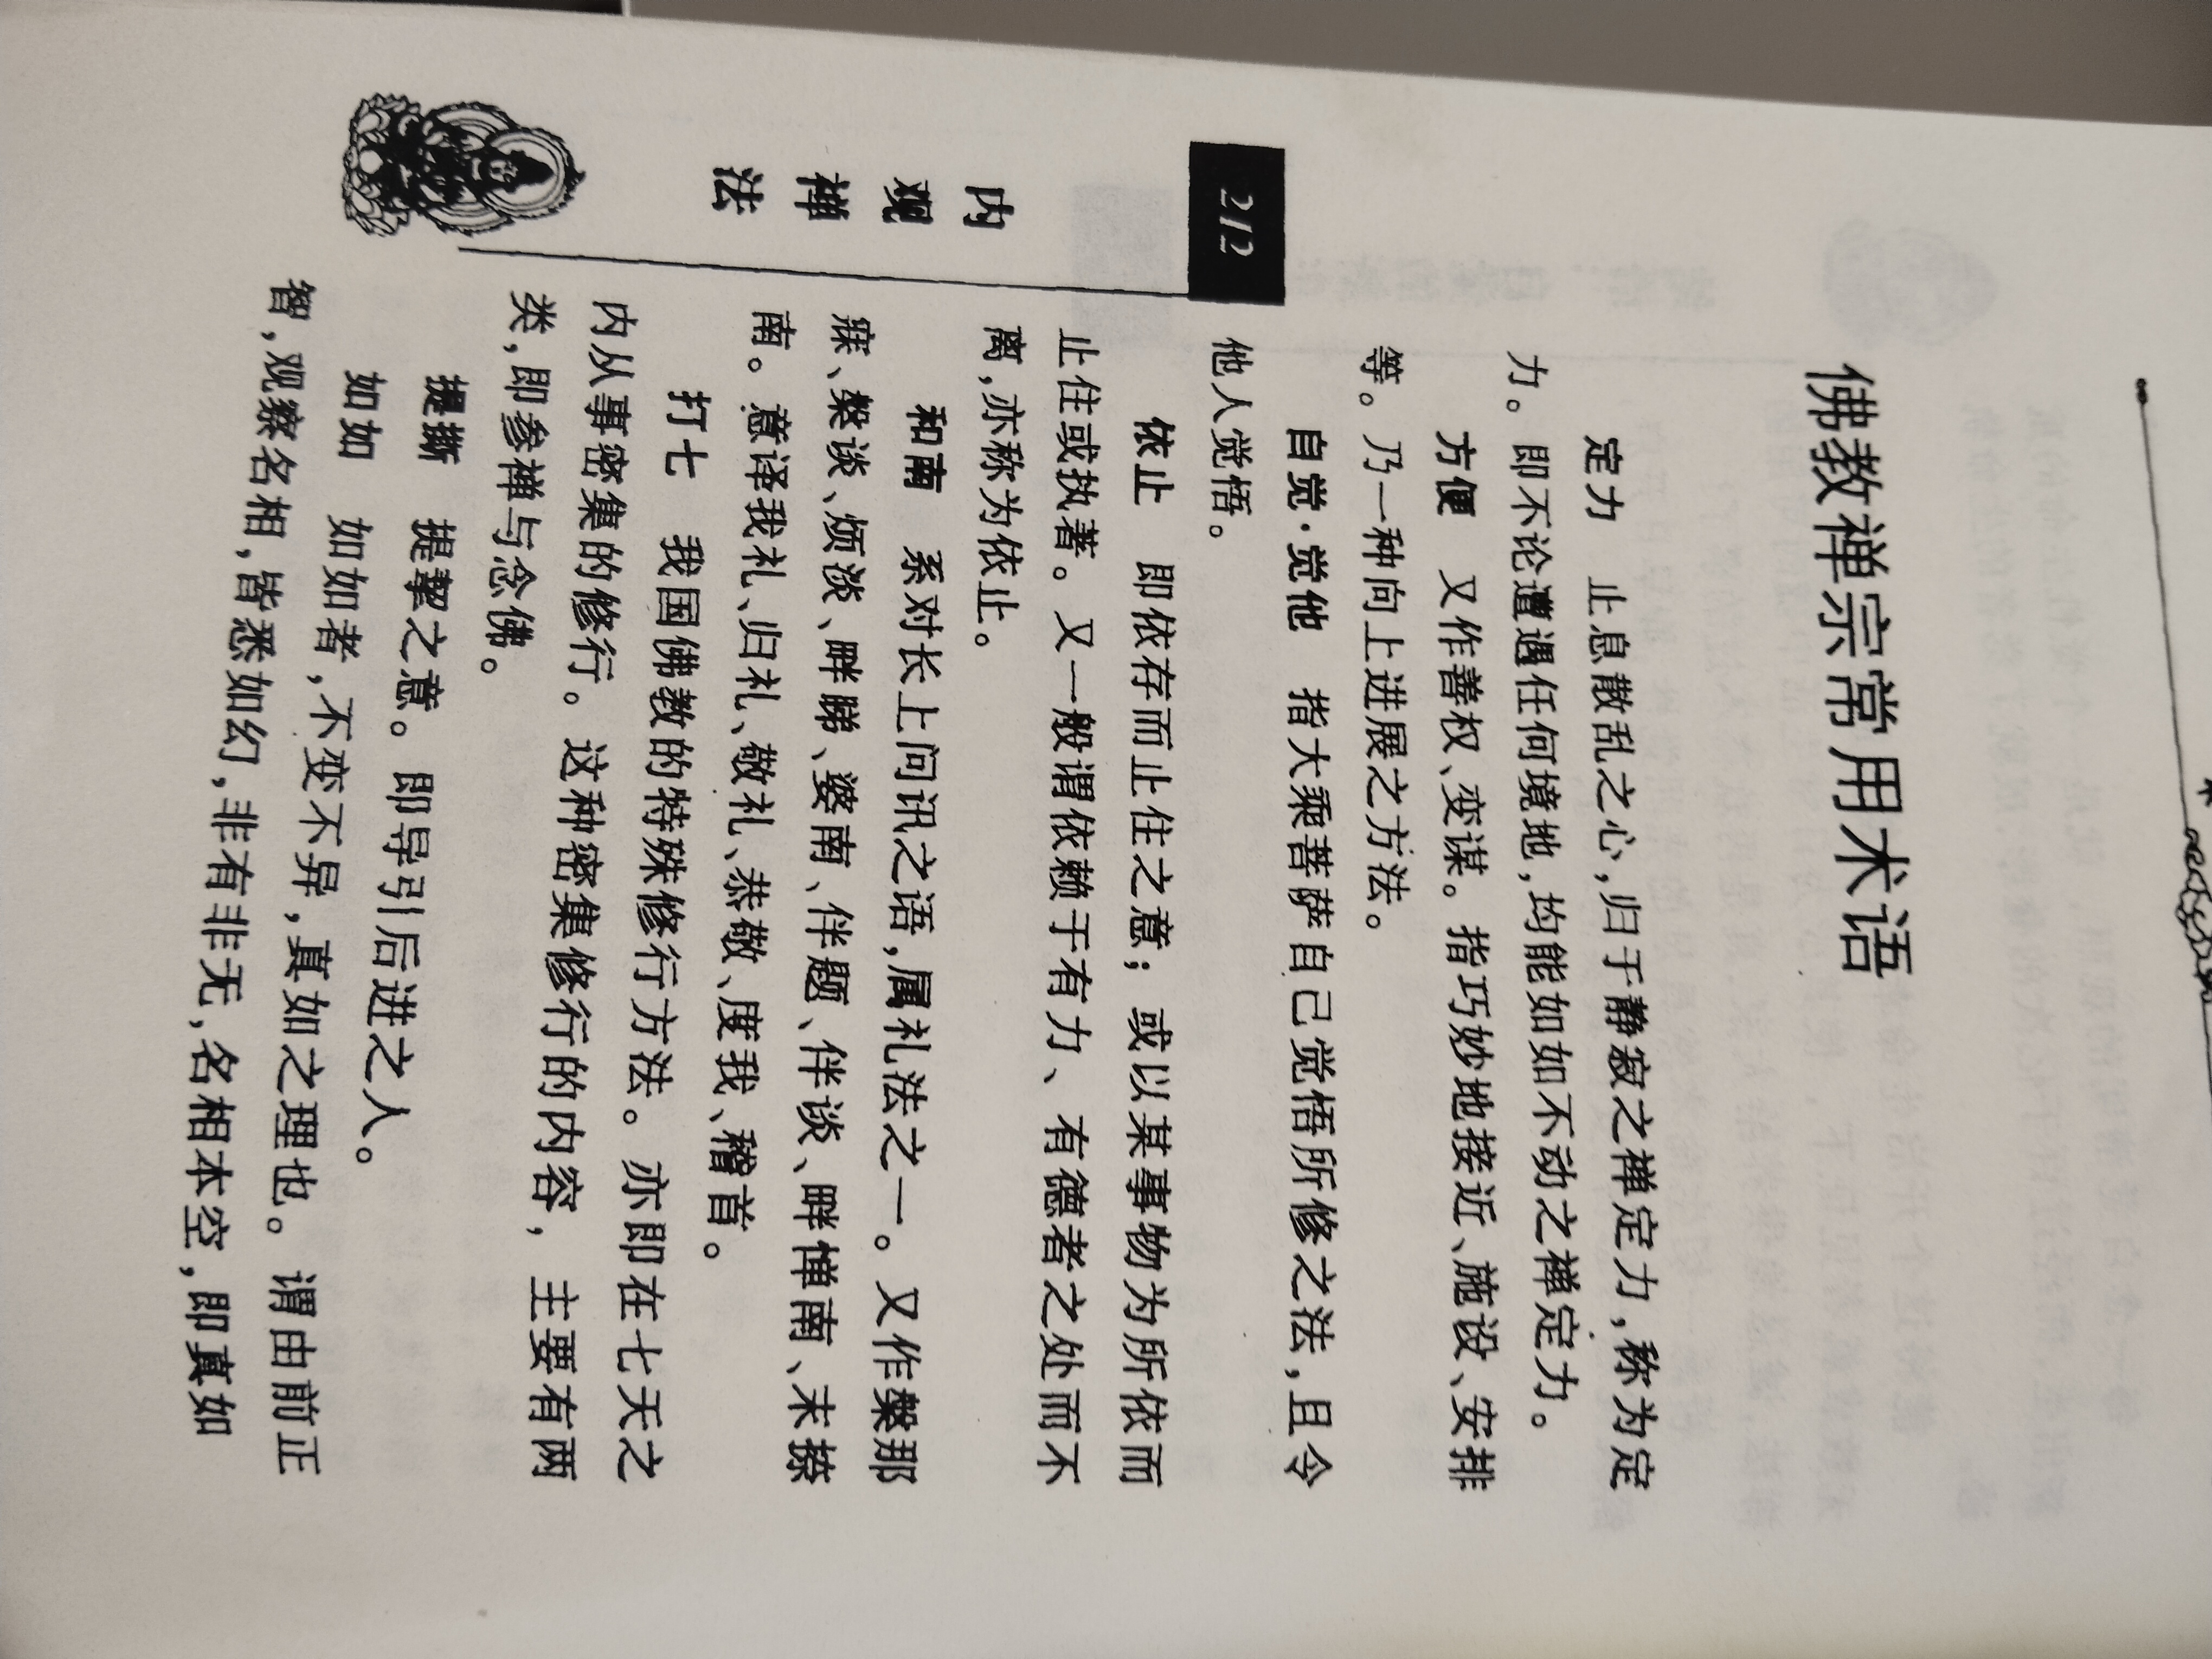 佛教禅宗常用术语
定力　止息散乱之心,归于静寂之禅定力,称为定
力。即不论遭遇任何境地,均能如如不动之禅定力。
方便　又作善权、变谋。指巧妙地接近、施设、安排
等。乃一种向上进展之方法。
自觉·觉他　指大乘菩萨自己觉悟所修之法,且令
他人觉悟。
依止　即依存而止住之意；或以某事物为所依而
止住或执著。又一般谓依赖于有力、有德者之处而不
离,亦称为依止。
和南　系对长上问讯之语,属礼法之一。又作槃那
寐、槃谈、烦淡、畔睇、婆南、伴题、伴谈、畔惮南、末捺
南。意译我礼、归礼、敬礼、恭敬、度我、稽首。
打七　我国佛教的特殊修行方法。亦即在七天之
内从事密集的修行。这种密集修行的内容，主要有两
类,即参禅与念佛。
提撕　提挈之意。即导引后进之人。
如如　如如者,不变不异,真如之理也。谓由前正
智,观察名相,皆悉如幻,非有非无,名相本空,即真如
212
内观禅法